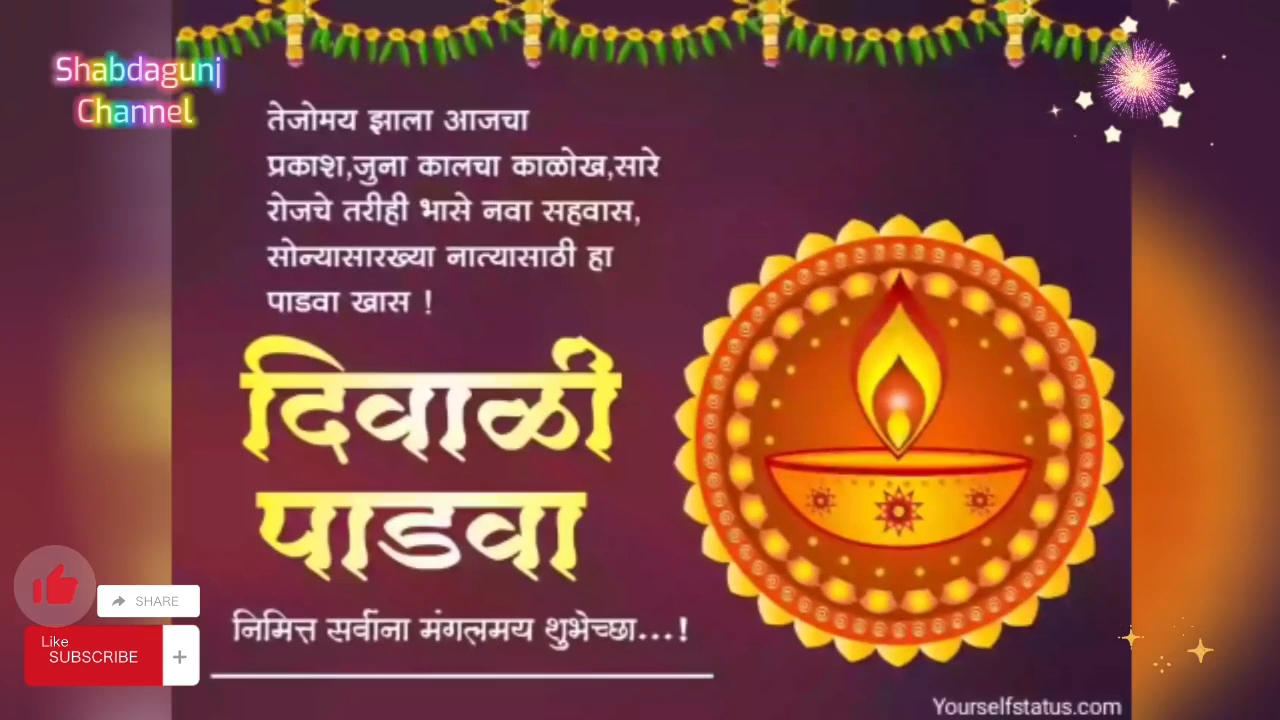 Shabdagunj
Channel
तेजोमय झाला आजचा
प्रकाश,जुना कालचा काळोख,सारे
रोजचे तरीही भासे नवा सहवास,
सोन्यासारख्या नात्यासाठी हा
पाडवा खास !
दिवाळी
पाडवा
निमित्त सर्वांना मंगलमय शुभेच्छा...!
SHARE
Like
SUBSCRIBE
+
Yourselfstatus.com